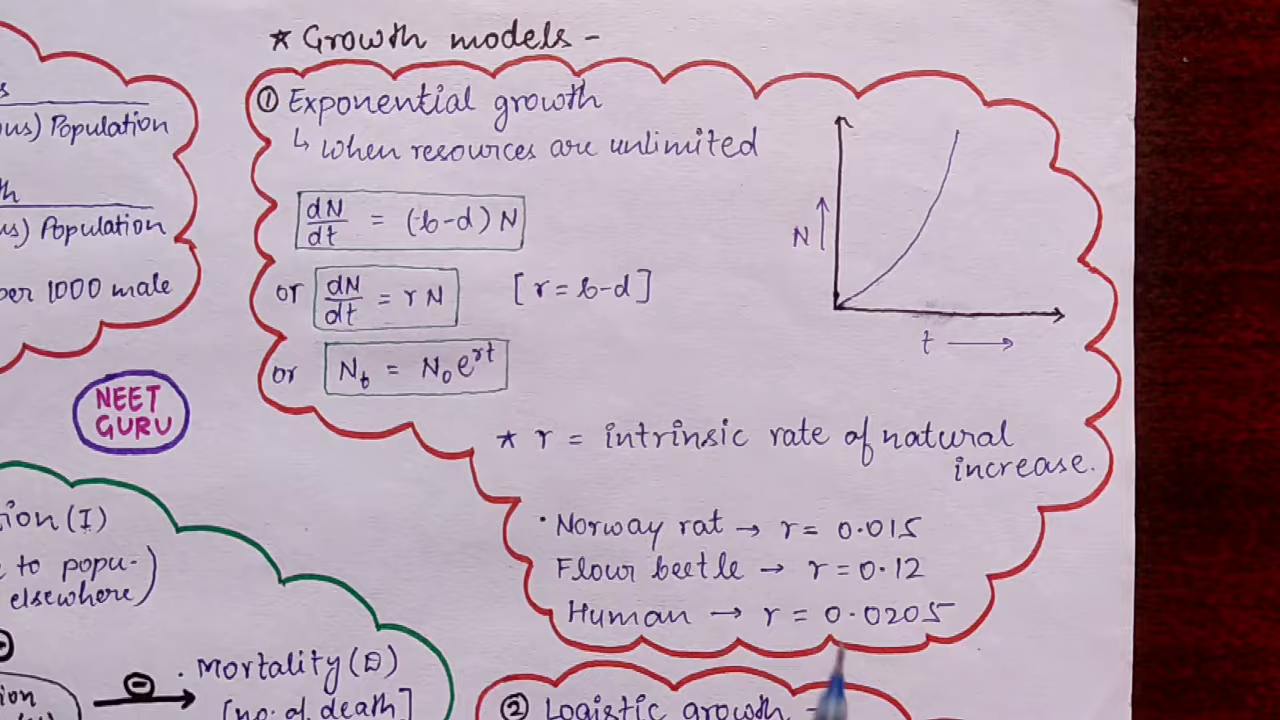 * Growth models -
① Exponential growth
↳ when resources are unlimited
dN/dt = (b-d) N
or dN/dt = r N [r = b-d]
or Nt = N0 e^rt
N
t
* r = intrinsic rate of natural
increase.
• Norway rat → r = 0.015
Flour beetle → r = 0.12
Human → r = 0.0205
② Logistic growth -
Population
Population
per 1000 male
NEET
GURU
(I)
to popu-
elsewhere)
⊖
. Mortality (D)
[no. of death]